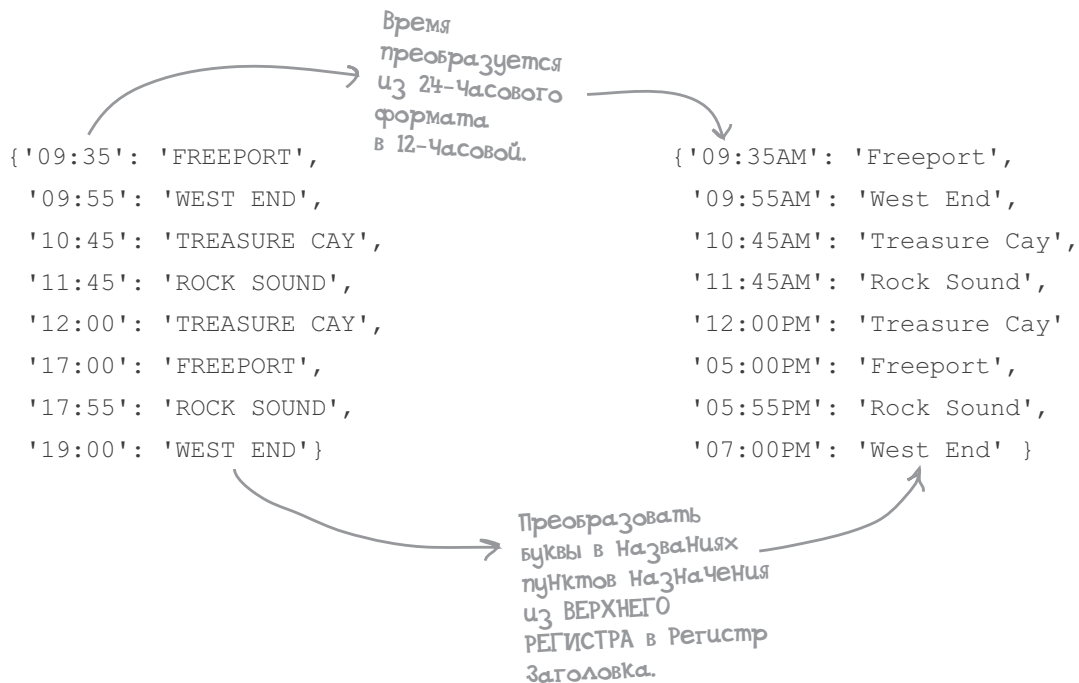 Время
преобразуется
из 24-часового
формата
в 12-часовой.
{'09:35': 'FREEPORT',
'09:55': 'WEST END',
'10:45': 'TREASURE CAY',
'11:45': 'ROCK SOUND',
'12:00': 'TREASURE CAY',
'17:00': 'FREEPORT',
'17:55': 'ROCK SOUND',
'19:00': 'WEST END'}
{'09:35AM': 'Freeport',
'09:55AM': 'West End',
'10:45AM': 'Treasure Cay',
'11:45AM': 'Rock Sound',
'12:00PM': 'Treasure Cay'
'05:00PM': 'Freeport',
'05:55PM': 'Rock Sound',
'07:00PM': 'West End' }
Преобразовать
буквы в названиях
пунктов назначения
из ВЕРХНЕГО
РЕГИСТРА в Регистр
Заголовка.